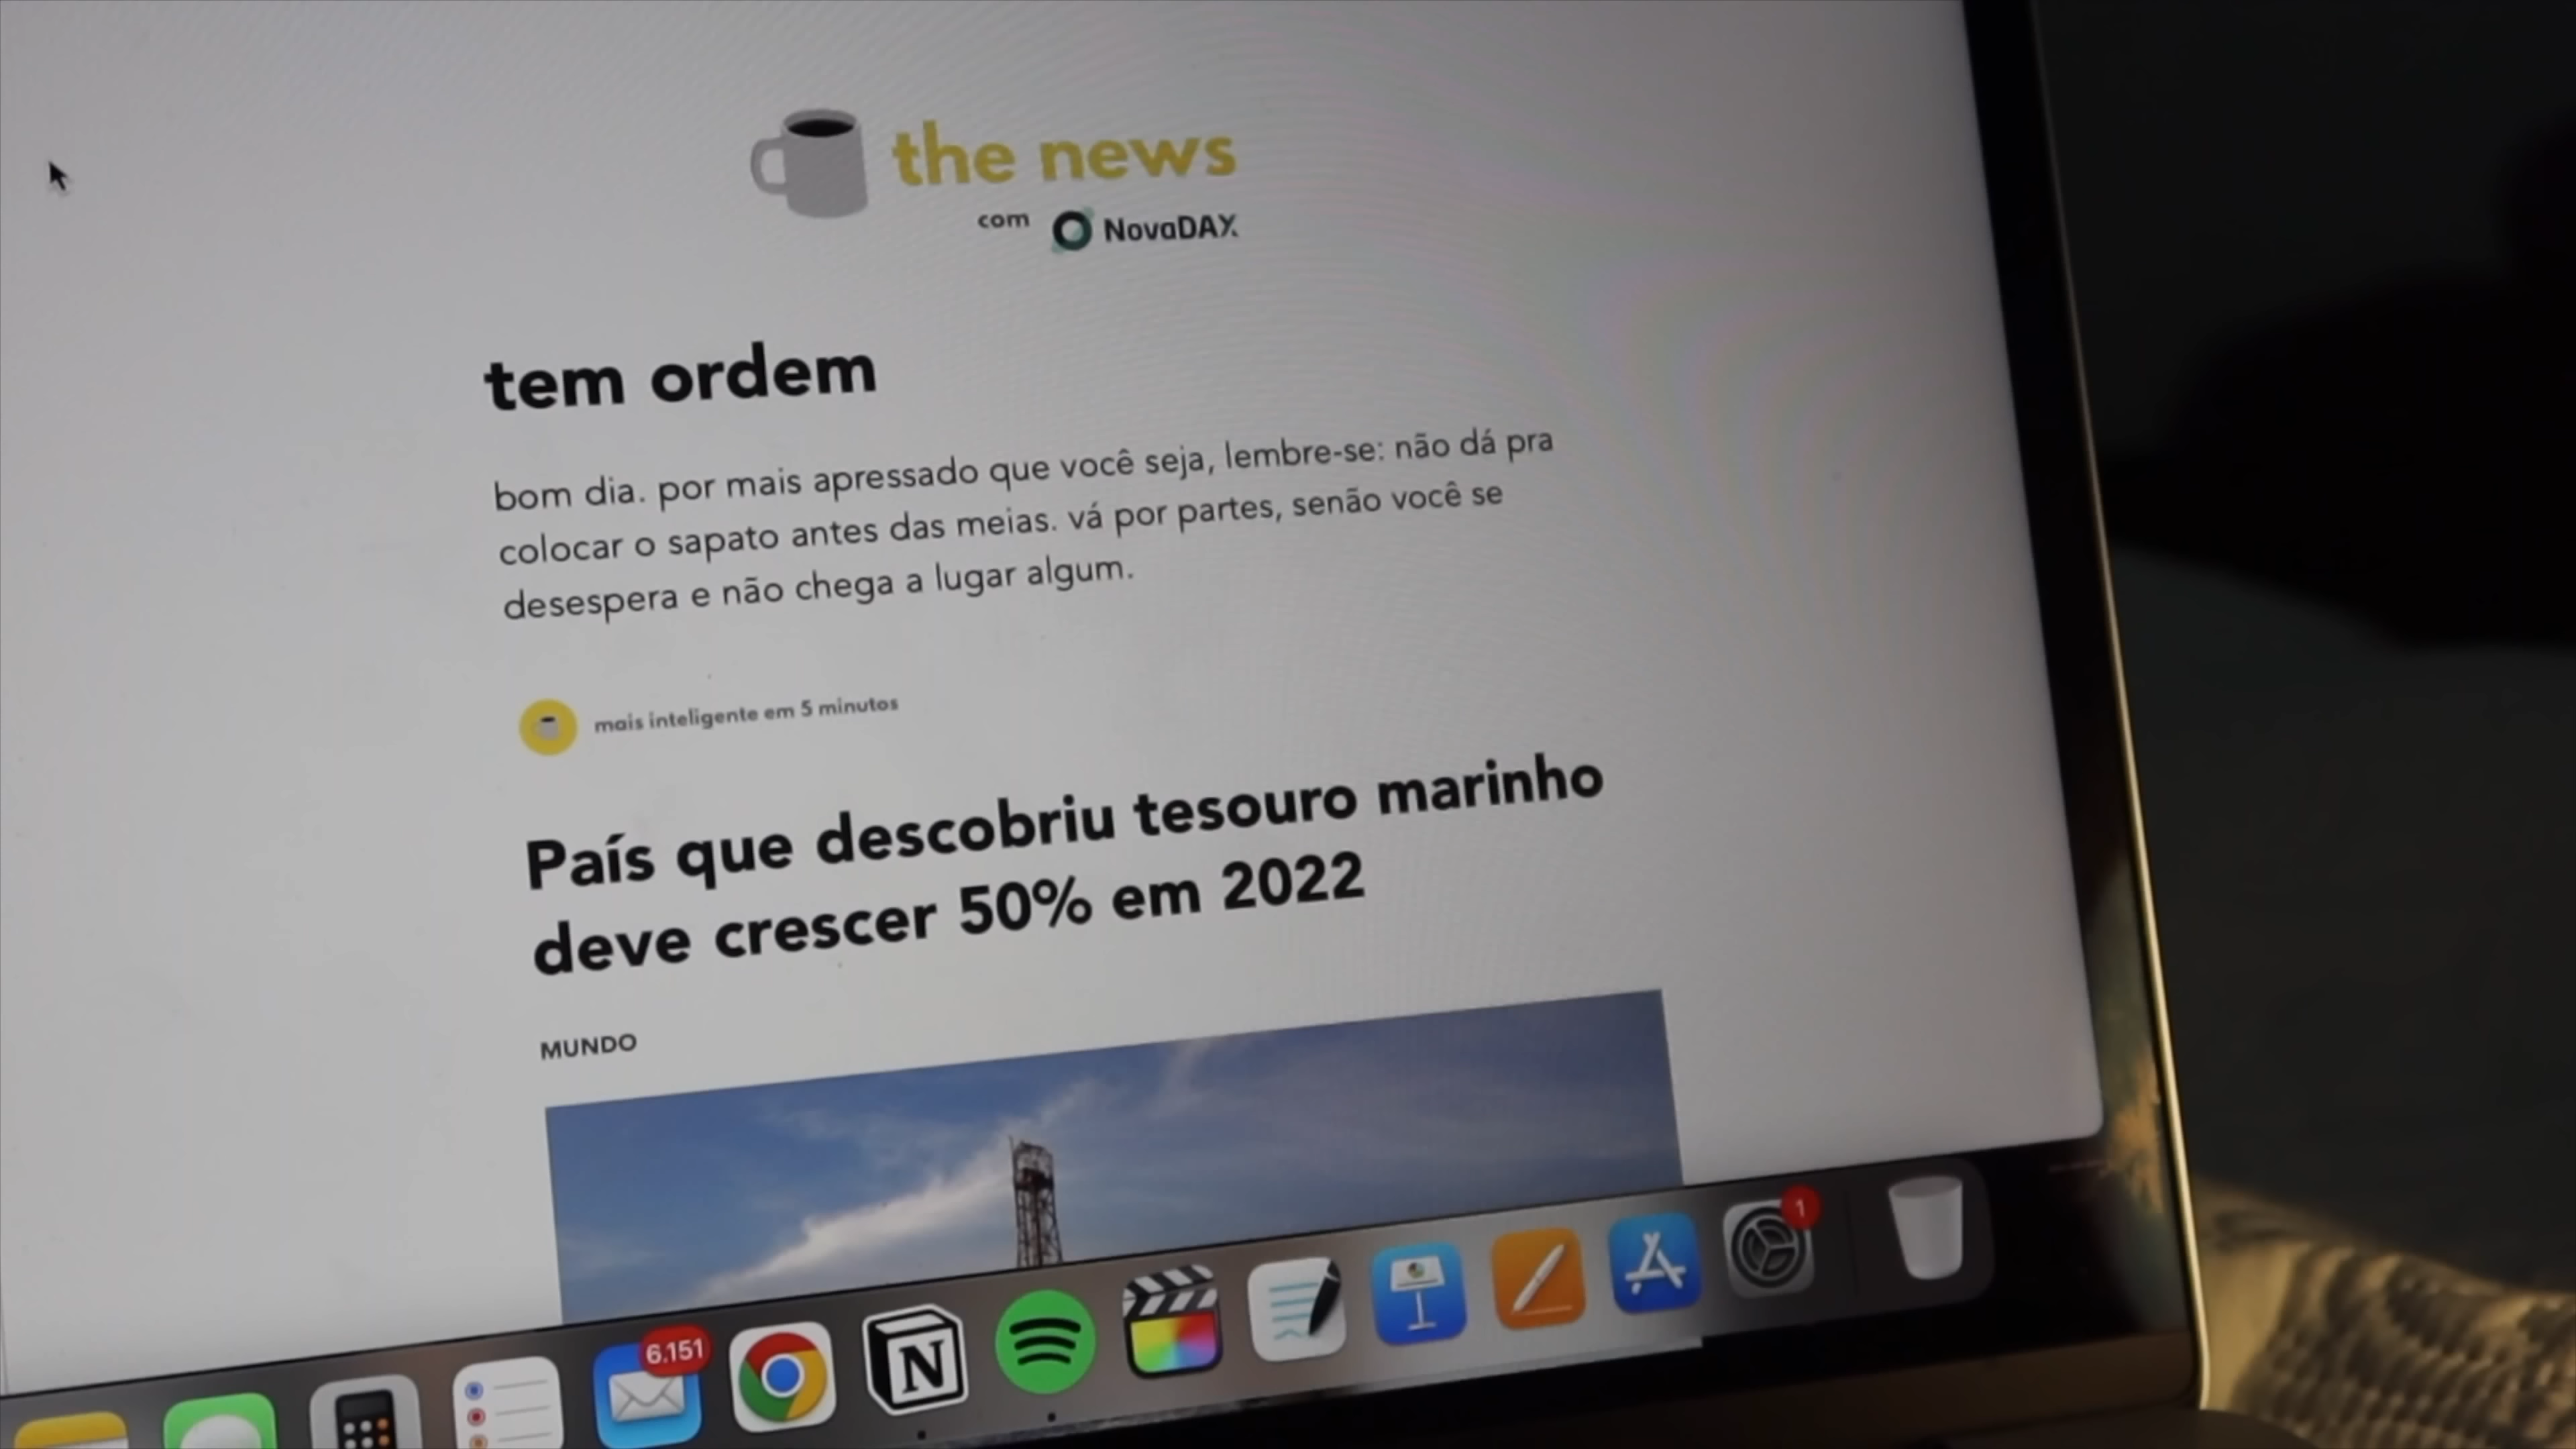 the news
com NovaDAX
tem ordem
bom dia. por mais apressado que você seja, lembre-se: não dá pra
colocar o sapato antes das meias. vá por partes, senão você se
desespera e não chega a lugar algum.
mais inteligente em 5 minutos
País que descobriu tesouro marinho
deve crescer 50% em 2022
MUNDO
1
6.151
N